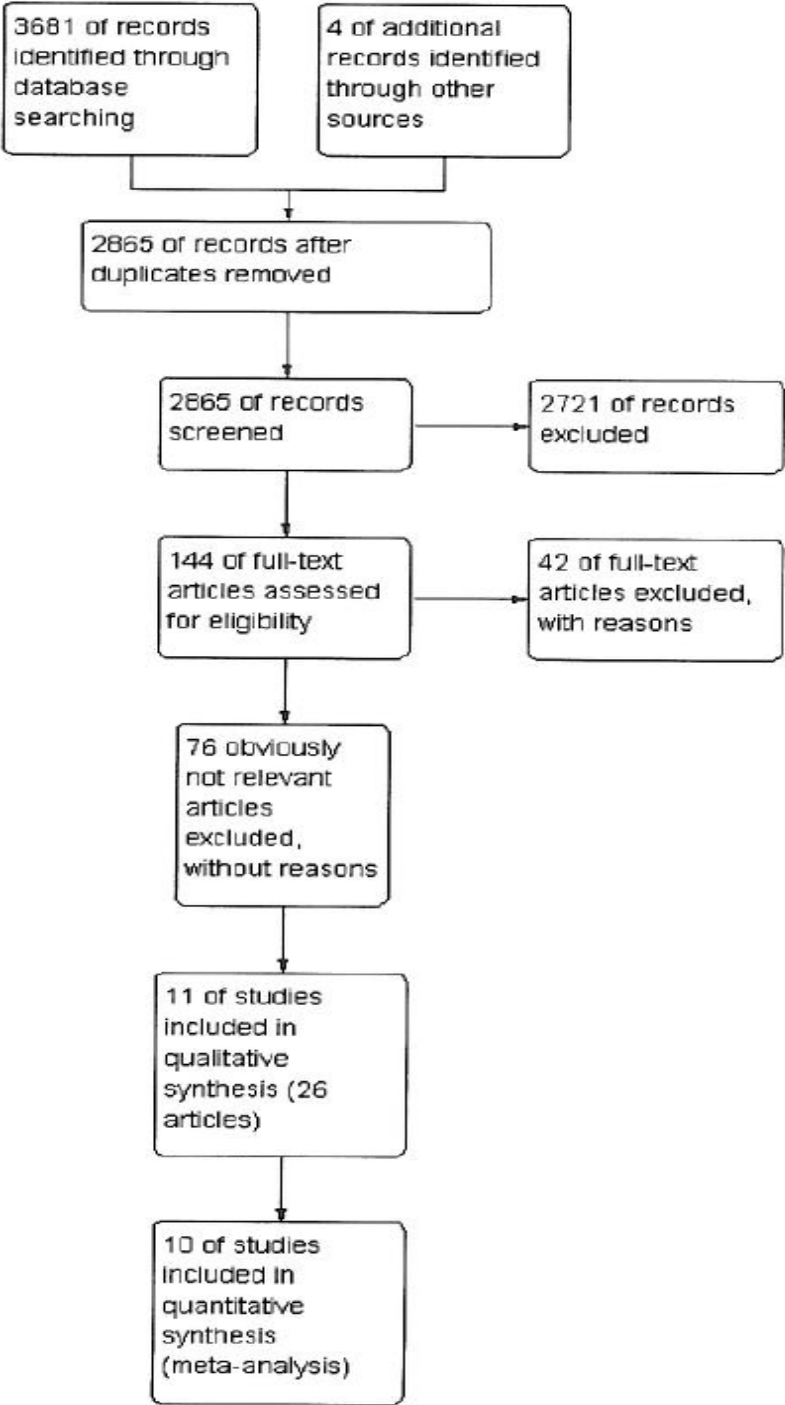 3681 of records
identified through
database
searching
4 of additional
records identified
through other
sources
2865 of records after
duplicates removed
2865 of records
screened
2721 of records
excluded
144 of full-text
articles assessed
for eligibility
42 of full-text
articles excluded,
with reasons
76 obviously
not relevant
articles
excluded,
without reasons
11 of studies
included in
qualitative
synthesis (26
articles)
10 of studies
included in
quantitative
synthesis
(meta-analysis)